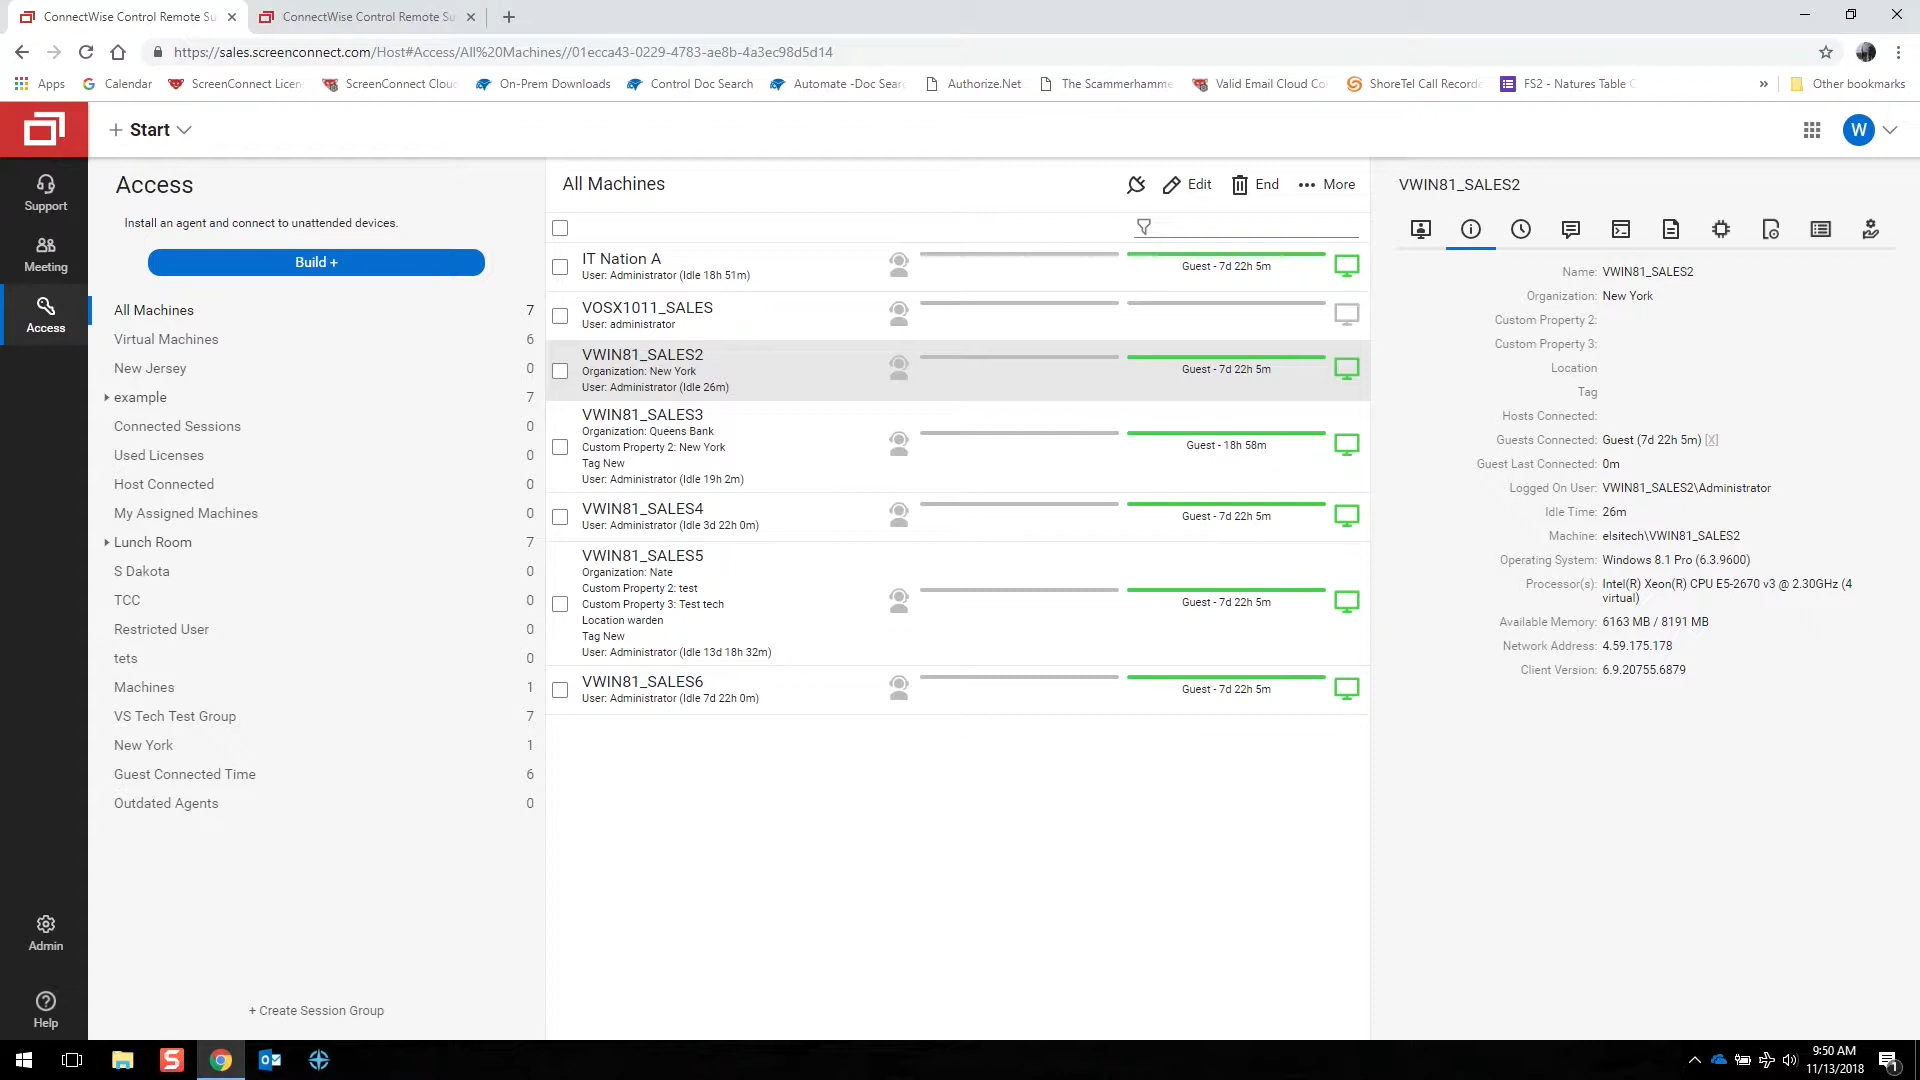 ConnectWise Control Remote Su
ConnectWise Control Remote Su
https://sales.screenconnect.com/Host#Access/All%20Machines//01ecca43-0229-4783-ae8b-4a3ec98d5d14
Apps
Calendar
ScreenConnect Licen
ScreenConnect Clou
On-Prem Downloads
Control Doc Search
Automate -Doc Sear
Authorize.Net
The Scammerhamme
Valid Email Cloud Co
ShoreTel Call Record
FS2 - Natures Table C
»
Other bookmarks
+ Start
W
Support
Meeting
Access
Admin
Help
Access
Install an agent and connect to unattended devices.
Build +
All Machines 7
Virtual Machines 6
New Jersey 0
example 7
Connected Sessions 0
Used Licenses 0
Host Connected 0
My Assigned Machines 0
Lunch Room 7
S Dakota 0
TCC 0
Restricted User 0
tets 0
Machines 1
VS Tech Test Group 7
New York 1
Guest Connected Time 6
Outdated Agents 0
+ Create Session Group
All Machines
Edit
End
More
IT Nation A
User: Administrator (Idle 18h 51m)
Guest - 7d 22h 5m
VOSX1011_SALES
User: administrator
VWIN81_SALES2
Organization: New York
User: Administrator (Idle 26m)
Guest - 7d 22h 5m
VWIN81_SALES3
Organization: Queens Bank
Custom Property 2: New York
Tag New
User: Administrator (Idle 19h 2m)
Guest - 18h 58m
VWIN81_SALES4
User: Administrator (Idle 3d 22h 0m)
Guest - 7d 22h 5m
VWIN81_SALES5
Organization: Nate
Custom Property 2: test
Custom Property 3: Test tech
Location warden
Tag New
User: Administrator (Idle 13d 18h 32m)
Guest - 7d 22h 5m
VWIN81_SALES6
User: Administrator (Idle 7d 22h 0m)
Guest - 7d 22h 5m
VWIN81_SALES2
Name: VWIN81_SALES2
Organization: New York
Custom Property 2:
Custom Property 3:
Location
Tag
Hosts Connected:
Guests Connected: Guest (7d 22h 5m) [X]
Guest Last Connected: 0m
Logged On User: VWIN81_SALES2\Administrator
Idle Time: 26m
Machine: elsitech\VWIN81_SALES2
Operating System: Windows 8.1 Pro (6.3.9600)
Processor(s): Intel(R) Xeon(R) CPU E5-2670 v3 @ 2.30GHz (4
virtual)
Available Memory: 6163 MB / 8191 MB
Network Address: 4.59.175.178
Client Version: 6.9.20755.6879
9:50 AM
11/13/2018
1